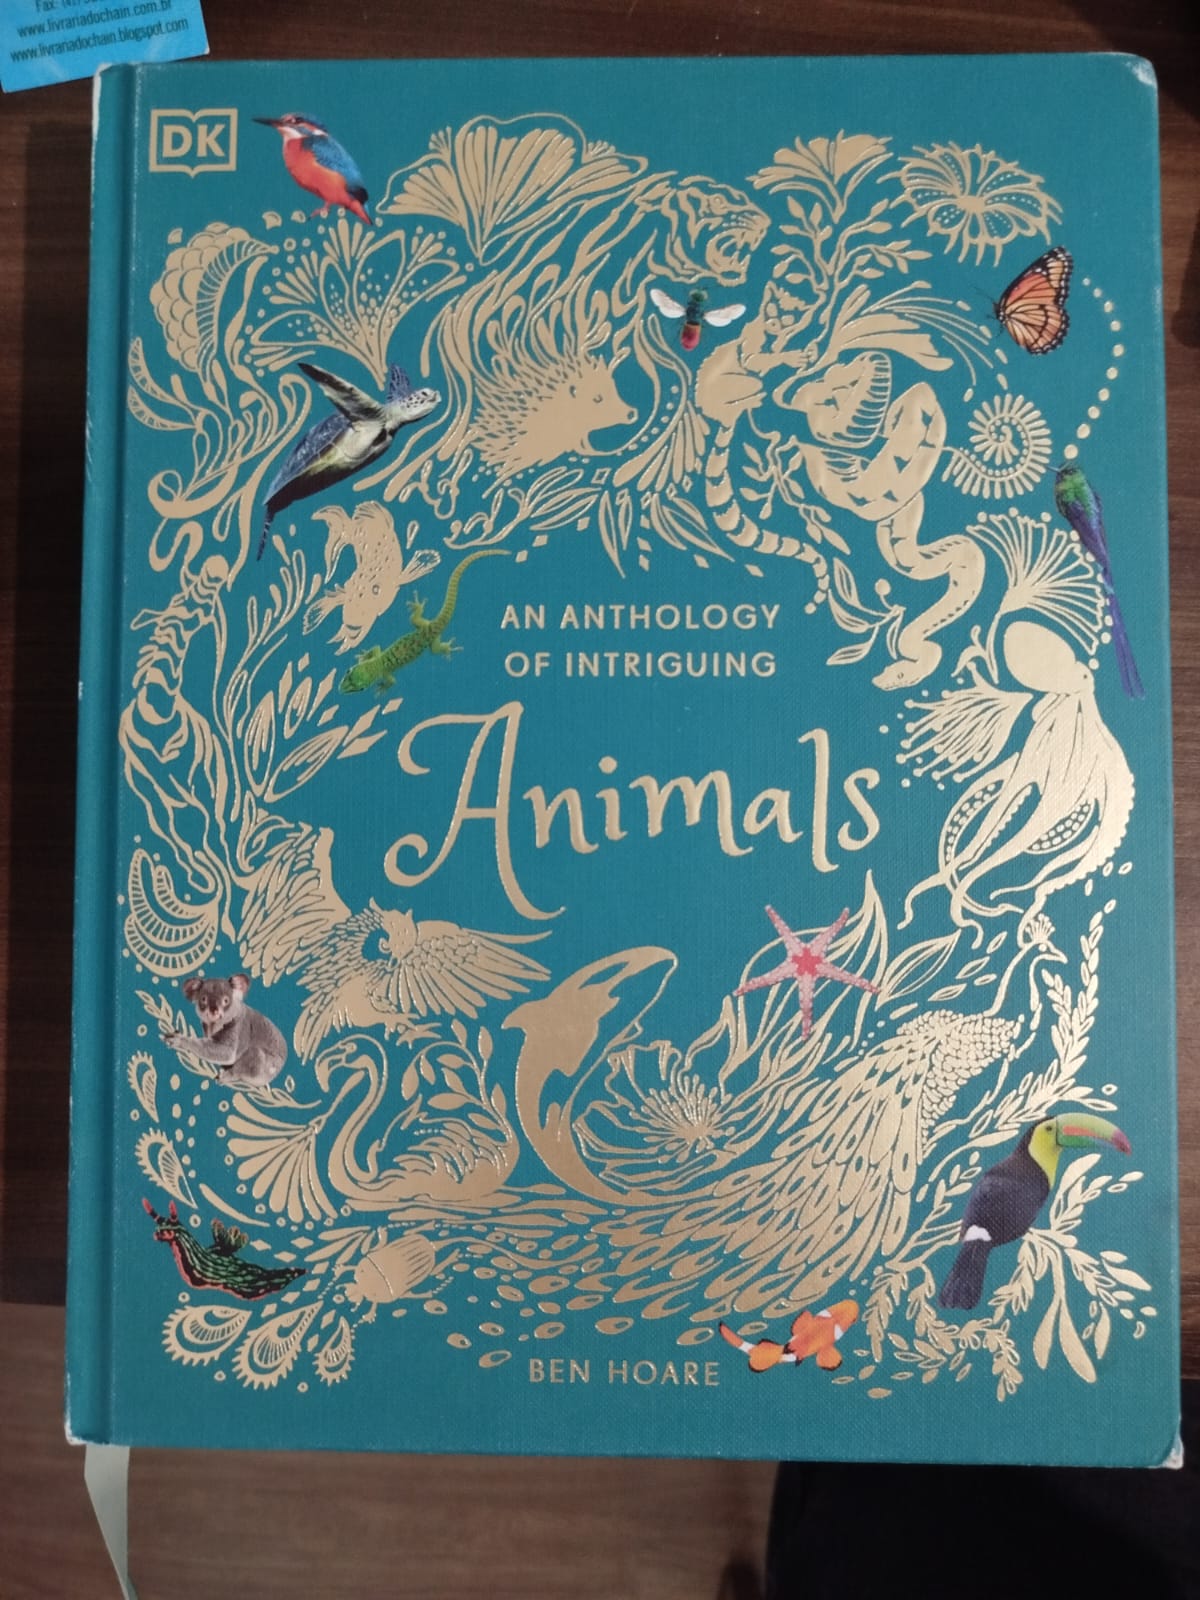 www.livrariadochain.com.br
www.livrariadochain.blogspot.com
DK
AN ANTHOLOGY
OF INTRIGUING
Animals
BEN HOARE